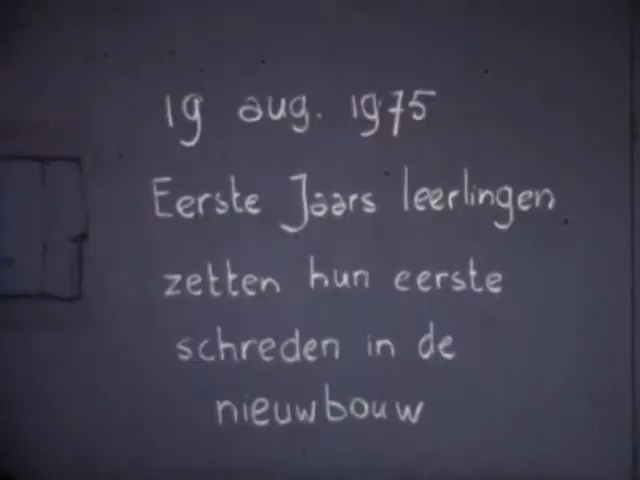 19 aug. 1975
Eerste Jaars leerlingen
zetten hun eerste
schreden in de
nieuwbouw